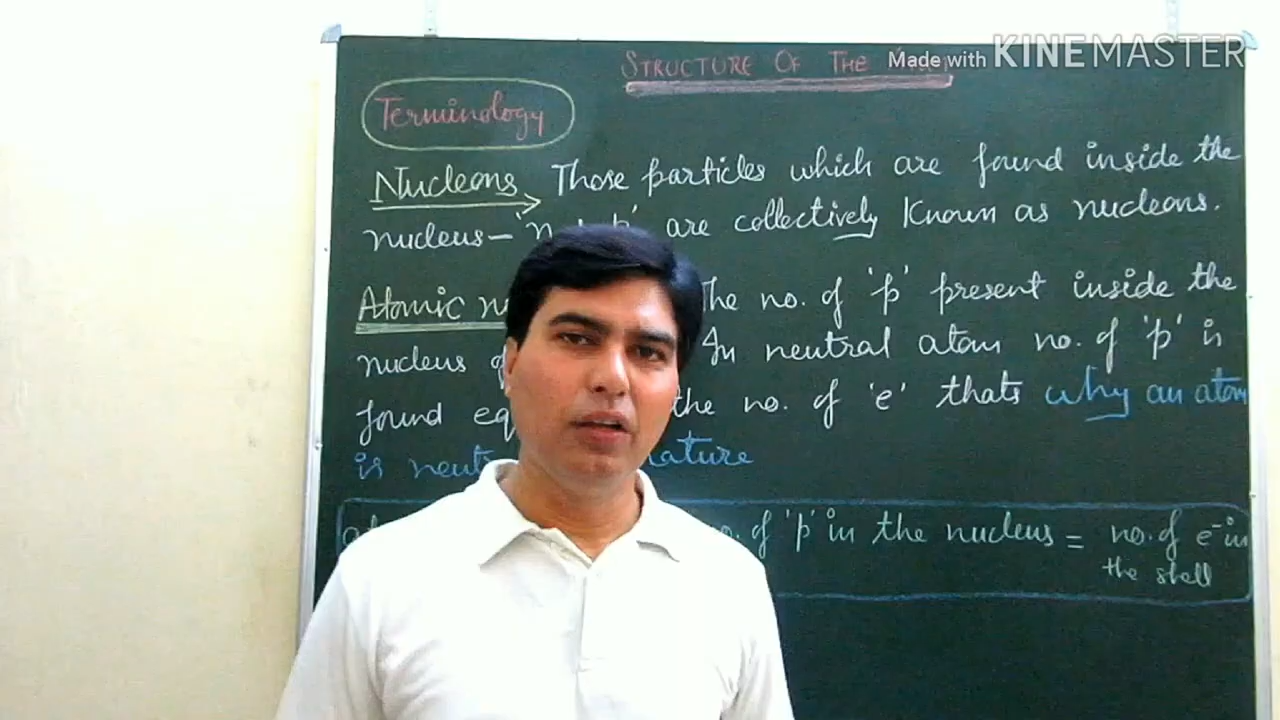 STRUCTURE OF THE
Made with KINEMASTER
Terminology
Nucleons Those particles which are found inside the
nucleus - 'n' 'p' are collectively known as nucleons.
Atomic The no. of 'p' present inside the
nucleus of In neutral atom no. of 'p' is
found the no. of 'e' thats why an atom
is nature
no. of 'p' in the nucleus = no. of e⁻ in
the shell